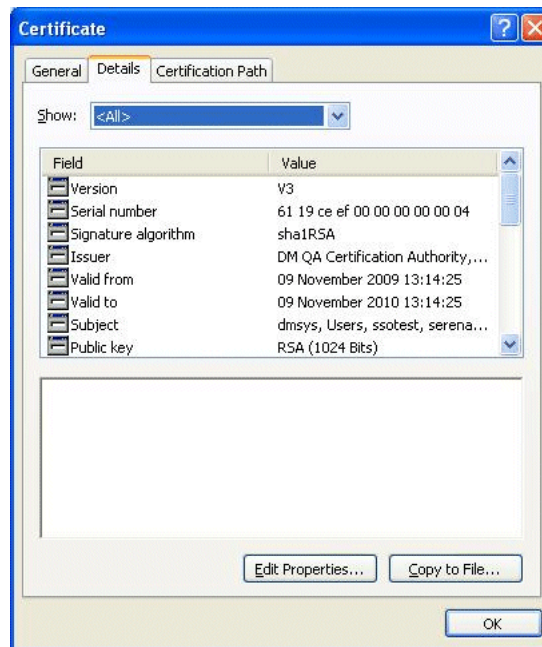 Certificate
General Details Certification Path
Show: <All>
Field Value
Version V3
Serial number 61 19 ce ef 00 00 00 00 00 04
Signature algorithm sha1RSA
Issuer DM QA Certification Authority,...
Valid from 09 November 2009 13:14:25
Valid to 09 November 2010 13:14:25
Subject dmsys, Users, ssotest, serena...
Public key RSA (1024 Bits)
Edit Properties... Copy to File...
OK